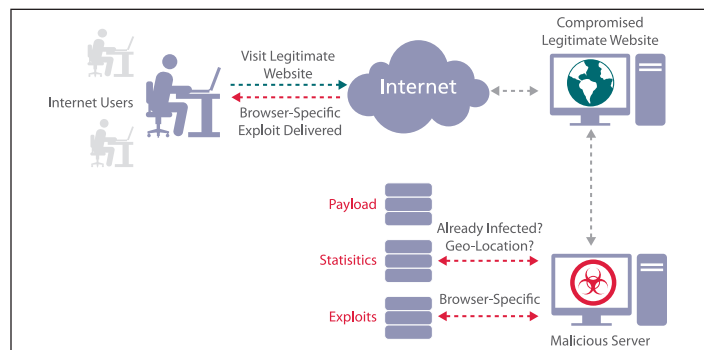 Compromised
Legitimate Website
Visit Legitimate
Website
Internet
Internet Users
Browser-Specific
Exploit Delivered
Payload
Already Infected?
Geo-Location?
Statisitics
Browser-Specific
Exploits
Malicious Server